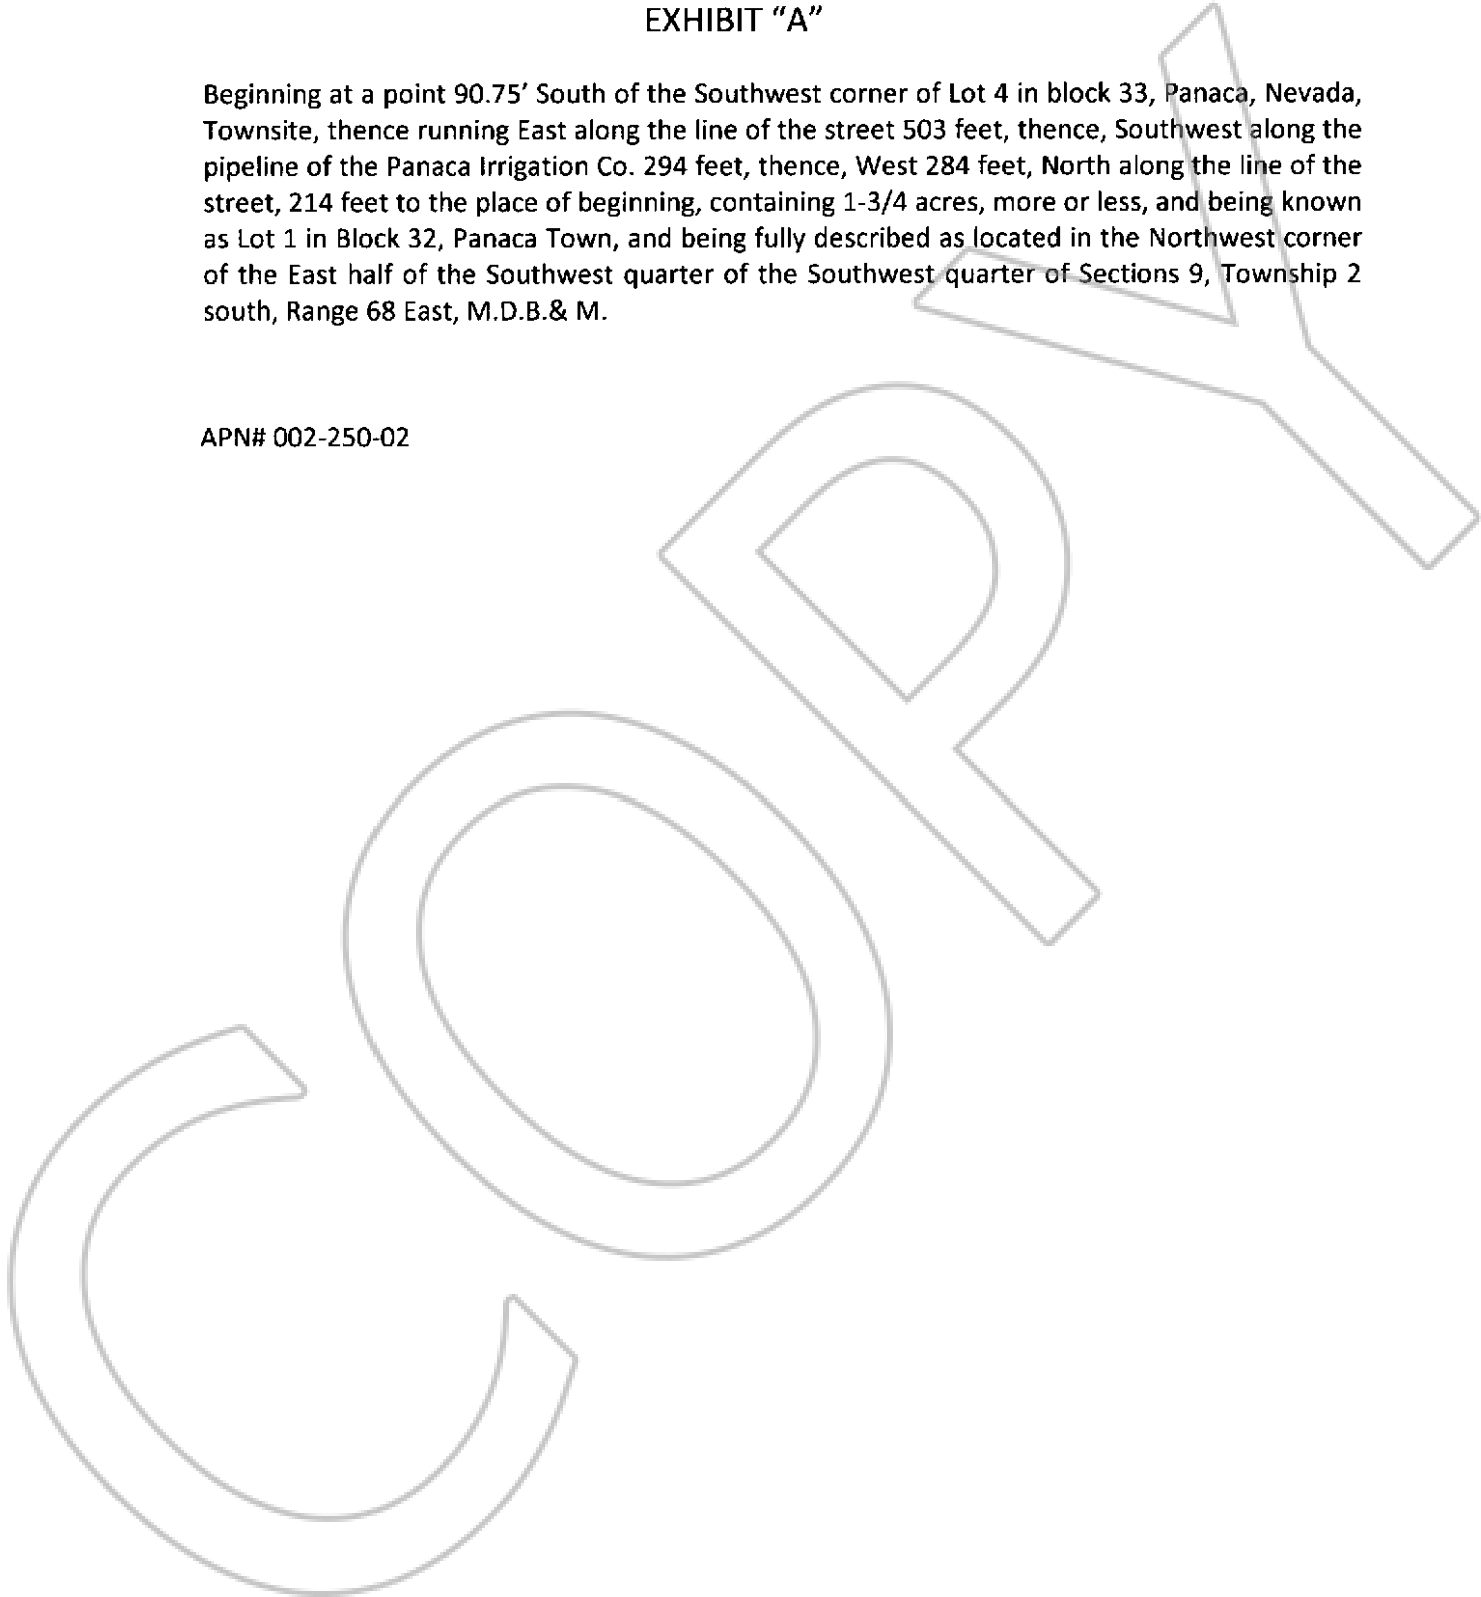 EXHIBIT “A”
Beginning at a point 90.75’ South of the Southwest corner of Lot 4 in block 33, Panaca, Nevada,
Townsite, thence running East along the line of the street 503 feet, thence, Southwest along the
pipeline of the Panaca Irrigation Co. 294 feet, thence, West 284 feet, North along the line of the
street, 214 feet to the place of beginning, containing 1-3/4 acres, more or less, and being known
as Lot 1 in Block 32, Panaca Town, and being fully described as located in the Northwest corner
of the East half of the Southwest quarter of the Southwest quarter of Sections 9, Township 2
south, Range 68 East, M.D.B.& M.
APN# 002-250-02
COPY